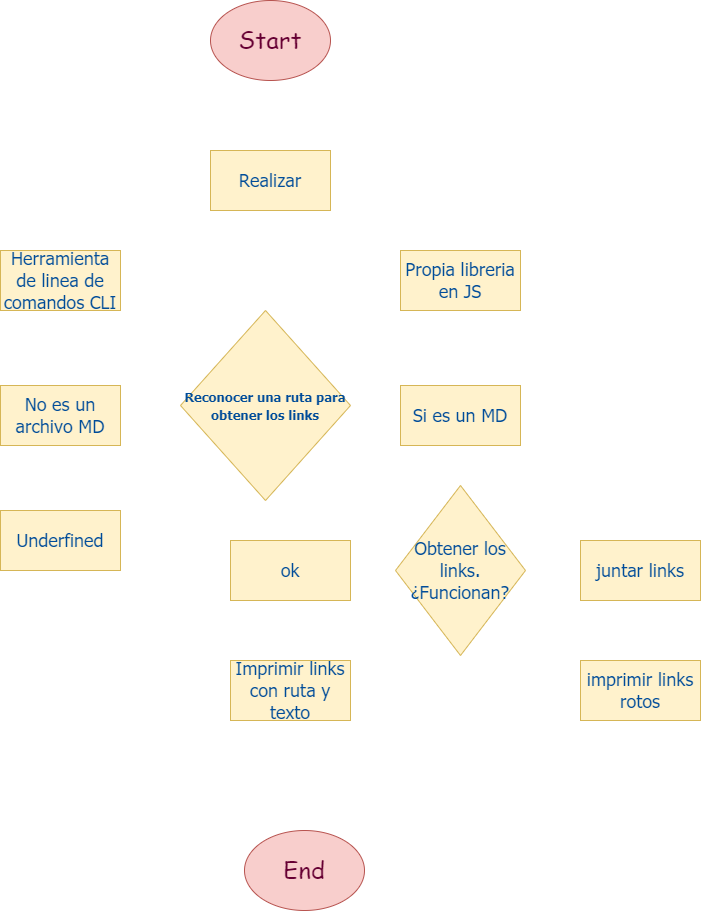 Start
Realizar
Herramienta
de linea de
comandos CLI
Propia libreria
en JS
Reconocer una ruta para
obtener los links
No es un
archivo MD
Si es un MD
Underfined
ok
Obtener los
links.
¿Funcionan?
juntar links
Imprimir links
con ruta y
texto
imprimir links
rotos
End